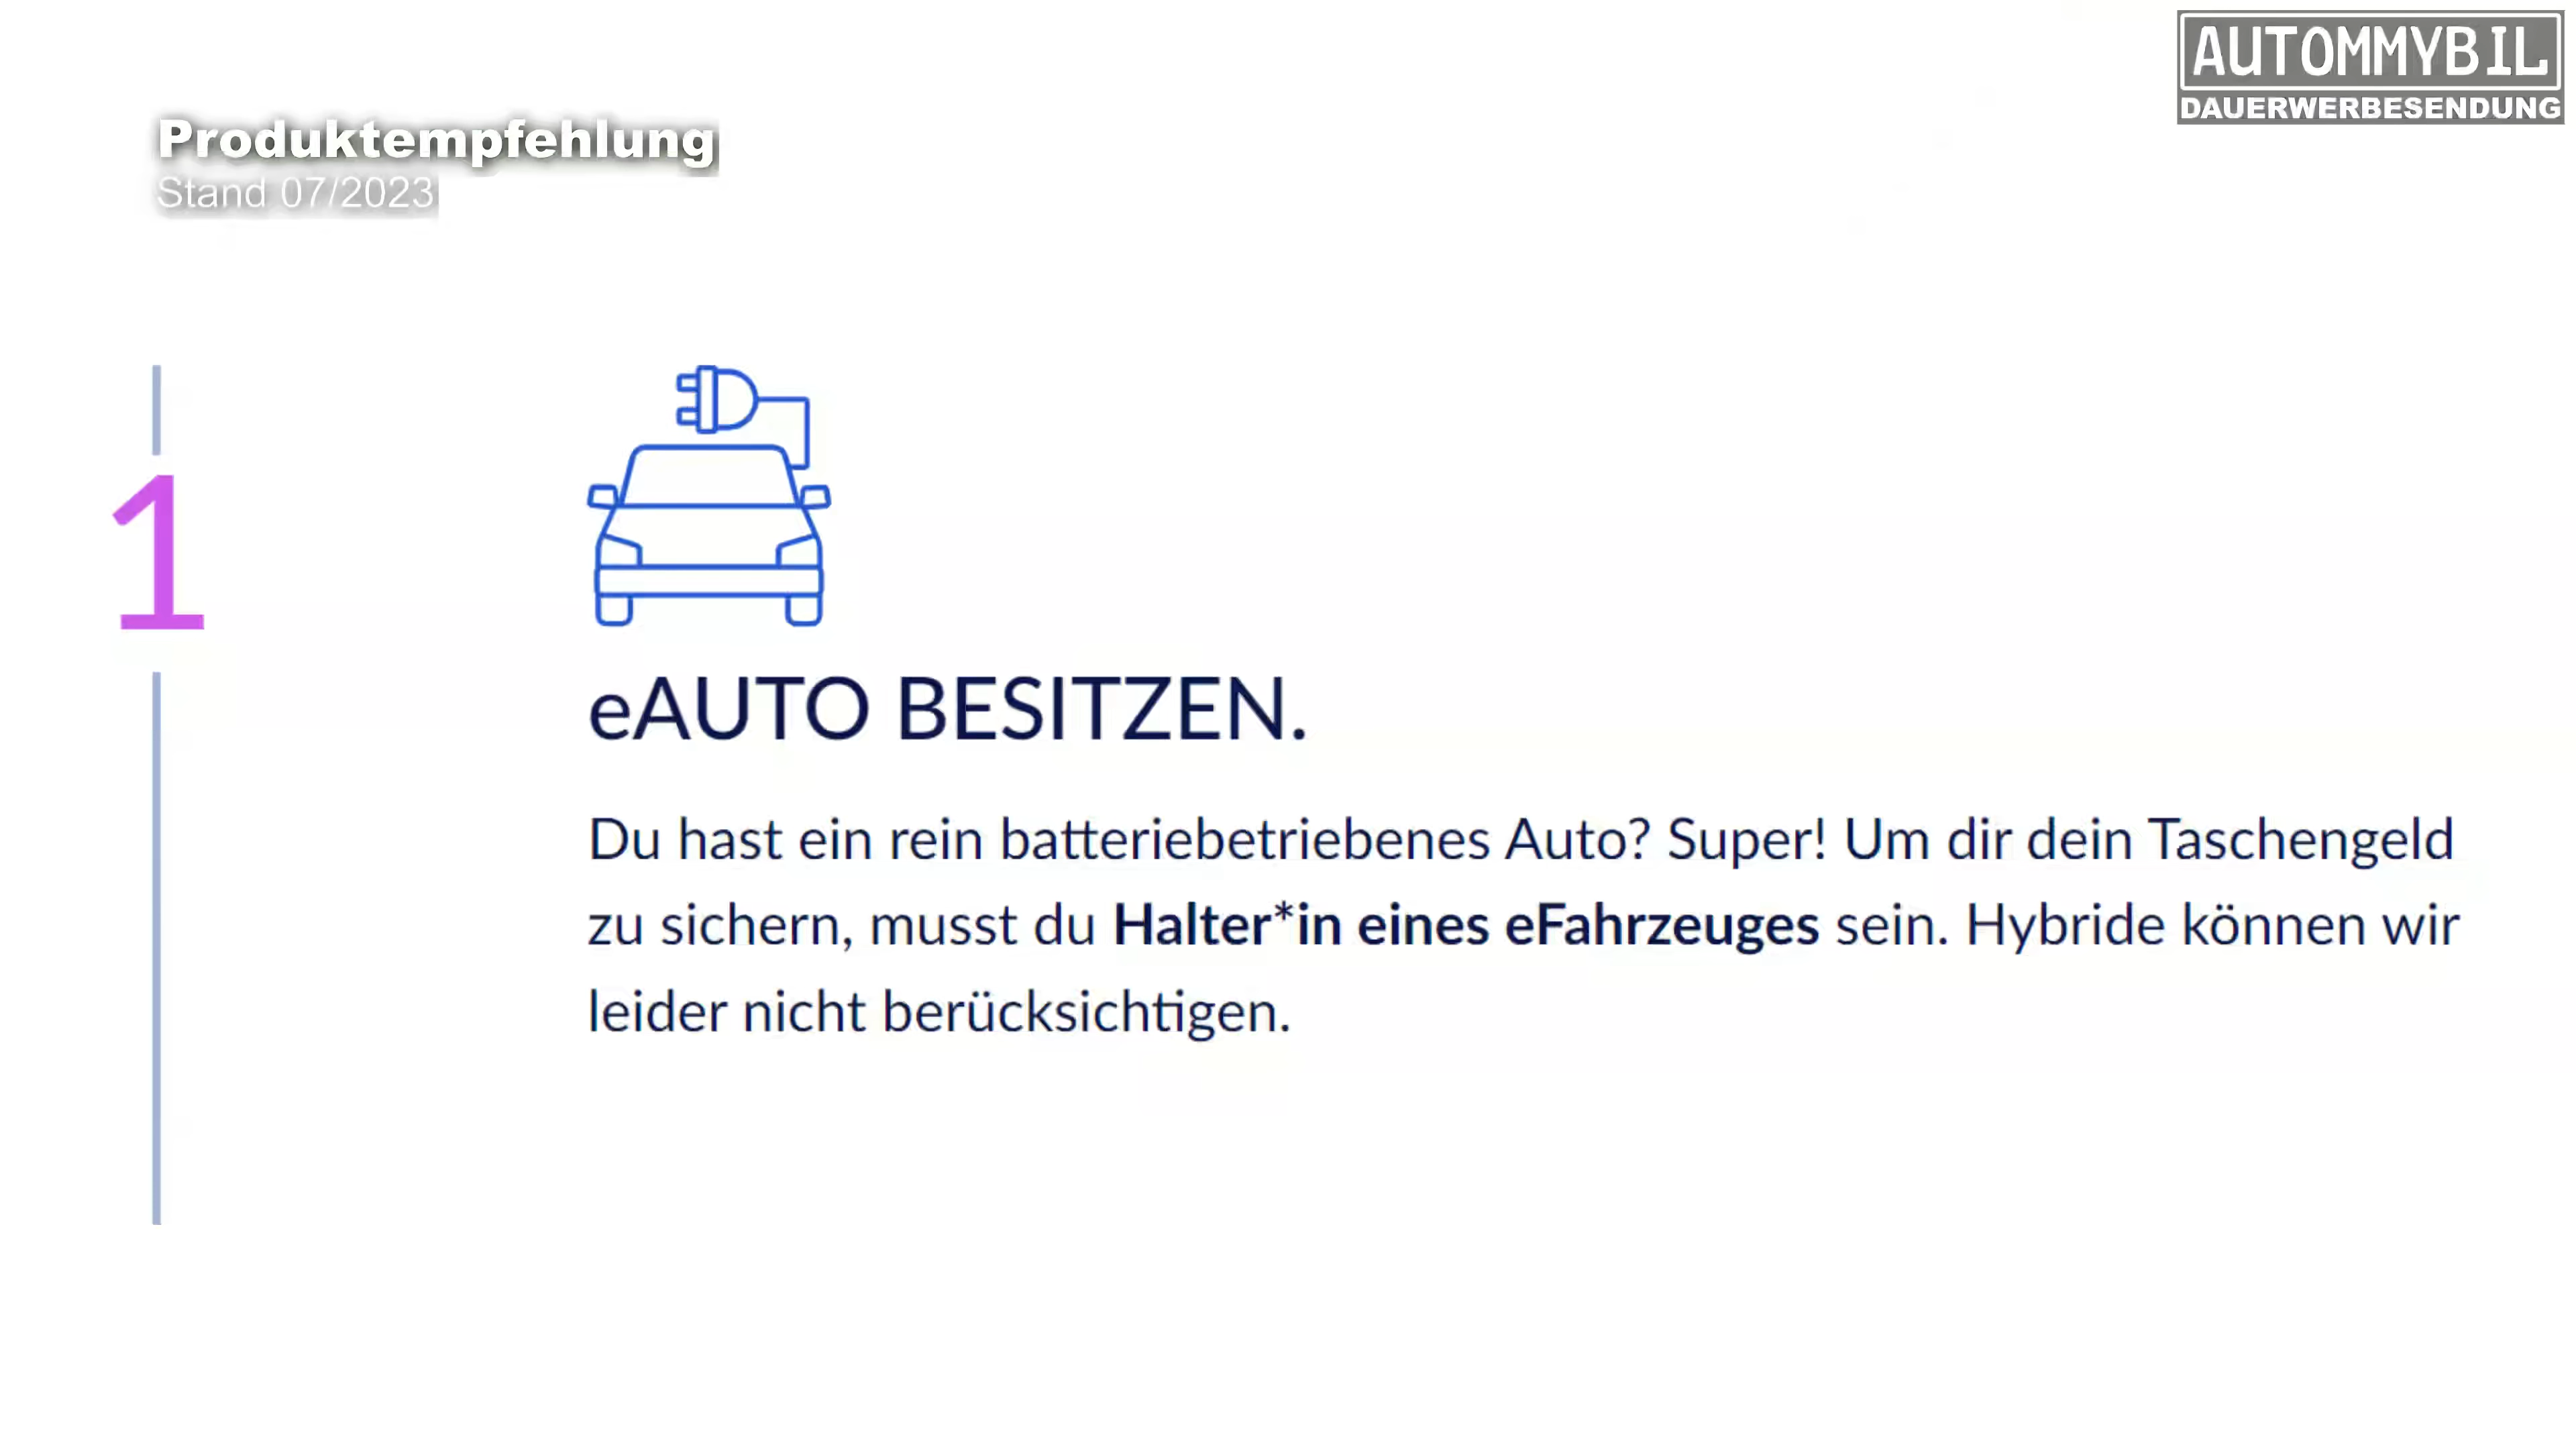 AUTOMMYBIL
DAUERWERBESENDUNG
Produktempfehlung
Stand 07/2023
1
eAUTO BESITZEN.
Du hast ein rein batteriebetriebenes Auto? Super! Um dir dein Taschengeld
zu sichern, musst du Halter*in eines eFahrzeuges sein. Hybride können wir
leider nicht berücksichtigen.